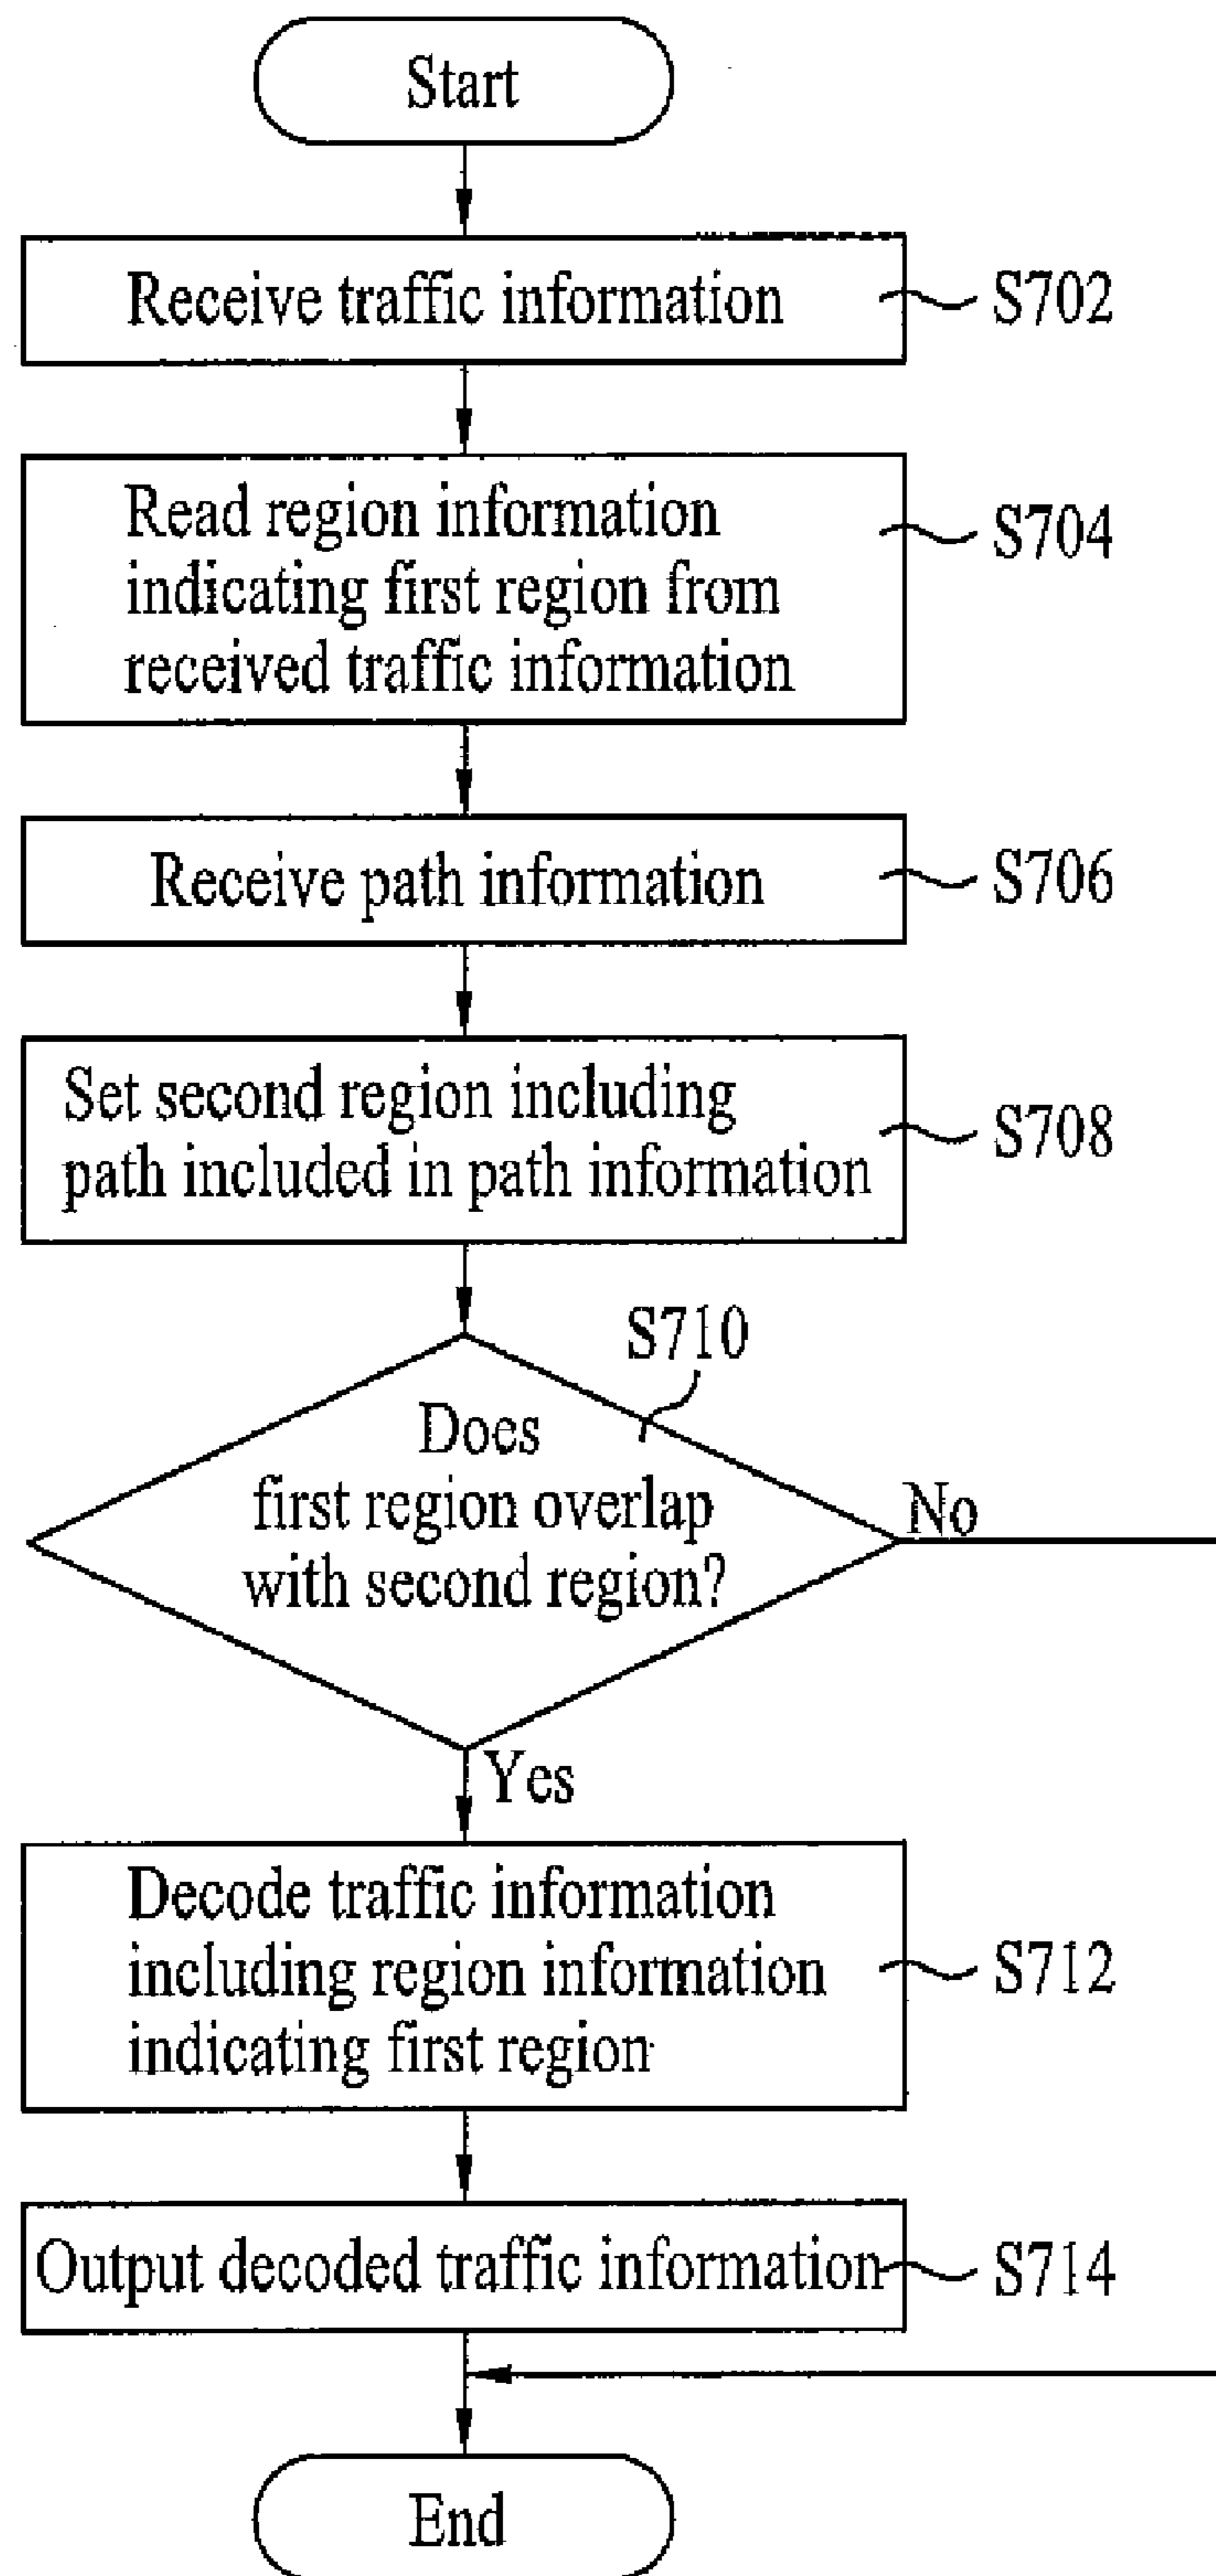 Start
Receive traffic information
S702
Read region information
indicating first region from
received traffic information
S704
Receive path information
S706
Set second region including
path included in path information
S708
S710
Does
first region overlap
with second region?
No
Yes
Decode traffic information
including region information
indicating first region
S712
Output decoded traffic information
S714
End